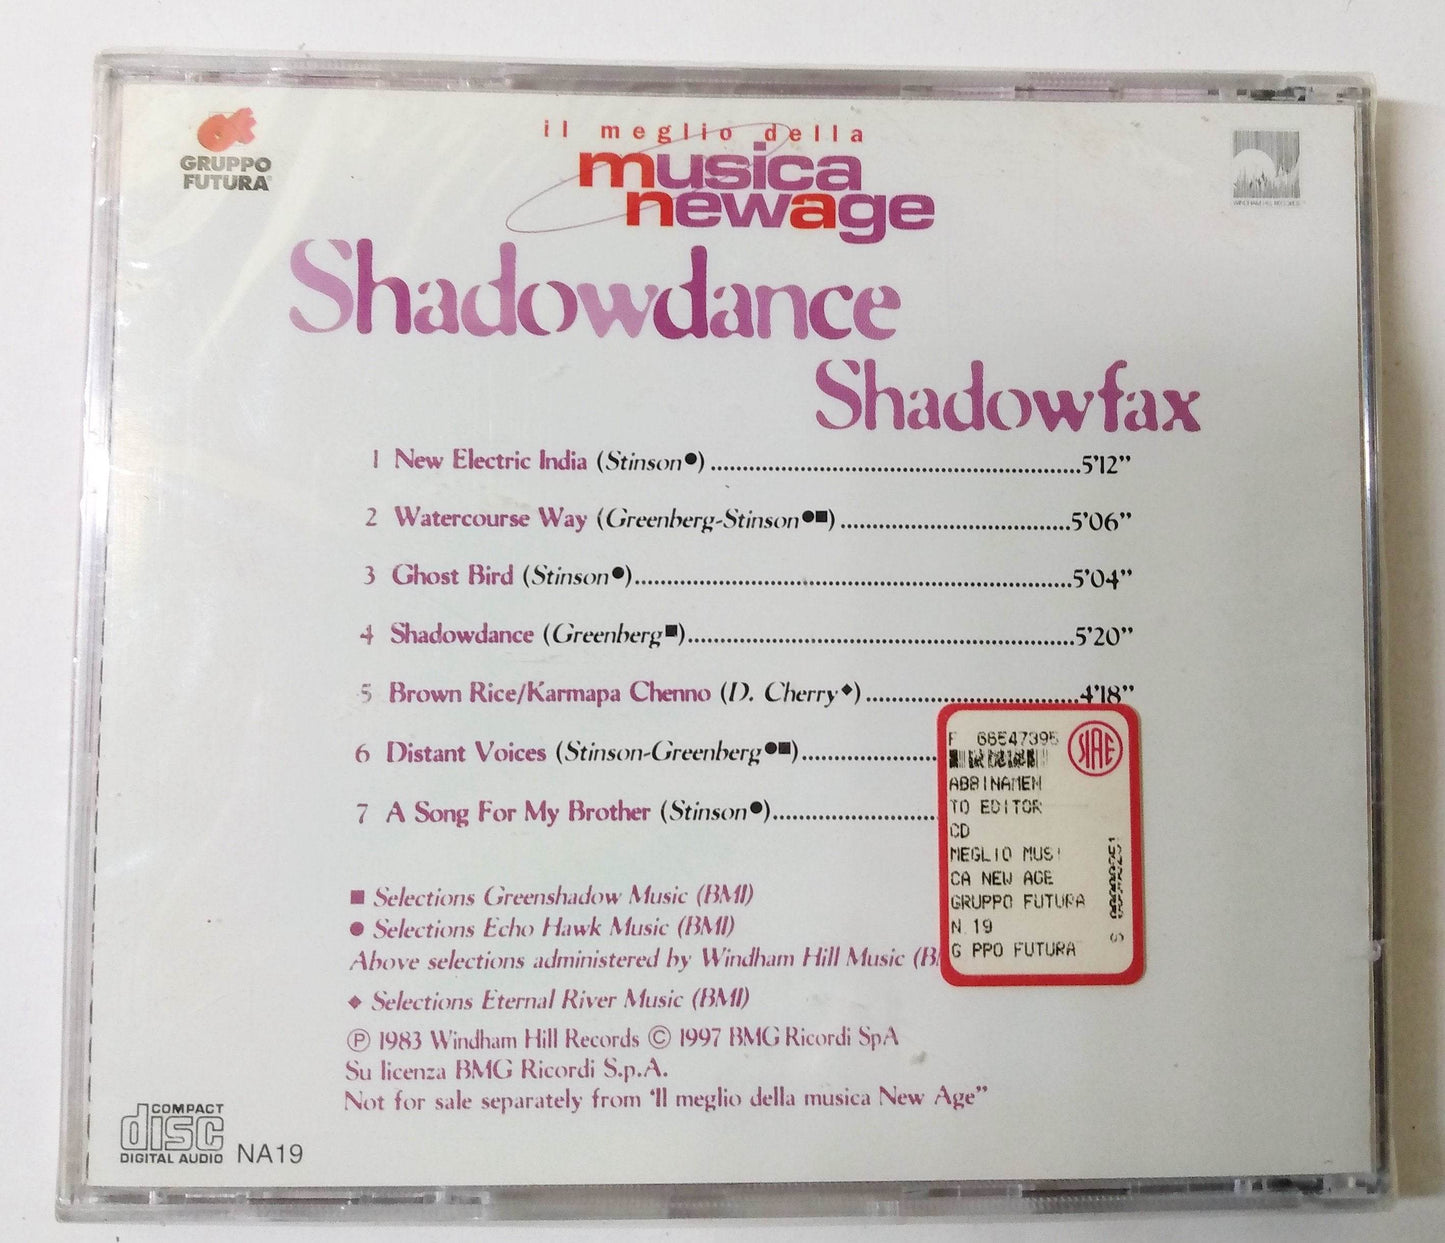 GRUPPO
FUTURA
il meglio della
musica
newage
WINDHAM HILL RECORDS
Shadowdance
Shadowfax
1 New Electric India (Stinson●) ........5'12”
2 Watercourse Way (Greenberg-Stinson●■) ........5'06”
3 Ghost Bird (Stinson●)........5'04”
4 Shadowdance (Greenberg■)........5'20”
5 Brown Rice/Karmapa Chenno (D. Cherry◆) ........4'18”
6 Distant Voices (Stinson-Greenberg●■)........
7 A Song For My Brother (Stinson●)........
SIAE
F 66547395
ABBINAMEN
TO EDITOR
CD
MEGLIO MUSI
CA NEW AGE
GRUPPO FUTURA
N 19
G PPO FUTURA
■ Selections Greenshadow Music (BMI)
● Selections Echo Hawk Music (BMI)
Above selections administered by Windham Hill Music (B
◆ Selections Eternal River Music (BMI)
Ⓟ 1983 Windham Hill Records © 1997 BMG Ricordi SpA
Su licenza BMG Ricordi S.p.A.
Not for sale separately from ‘Il meglio della musica New Age”
COMPACT
disc
DIGITAL AUDIO
NA19